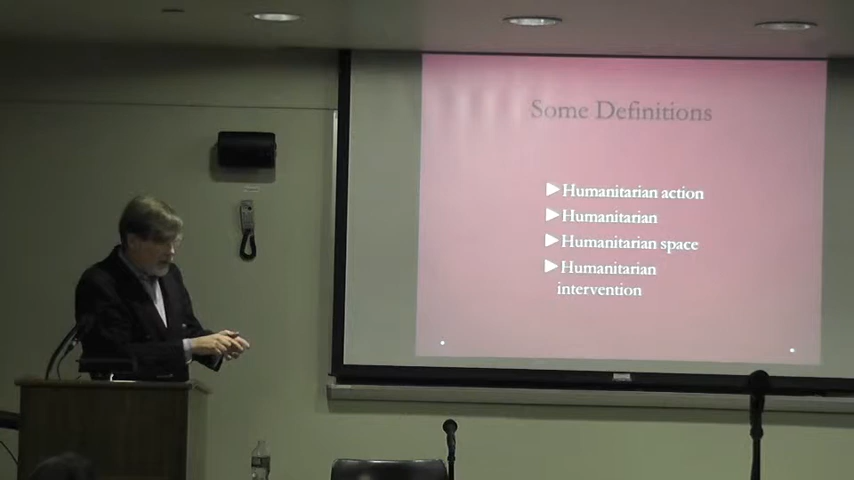 Some Definitions
Humanitarian action
Humanitarian
Humanitarian space
Humanitarian
intervention